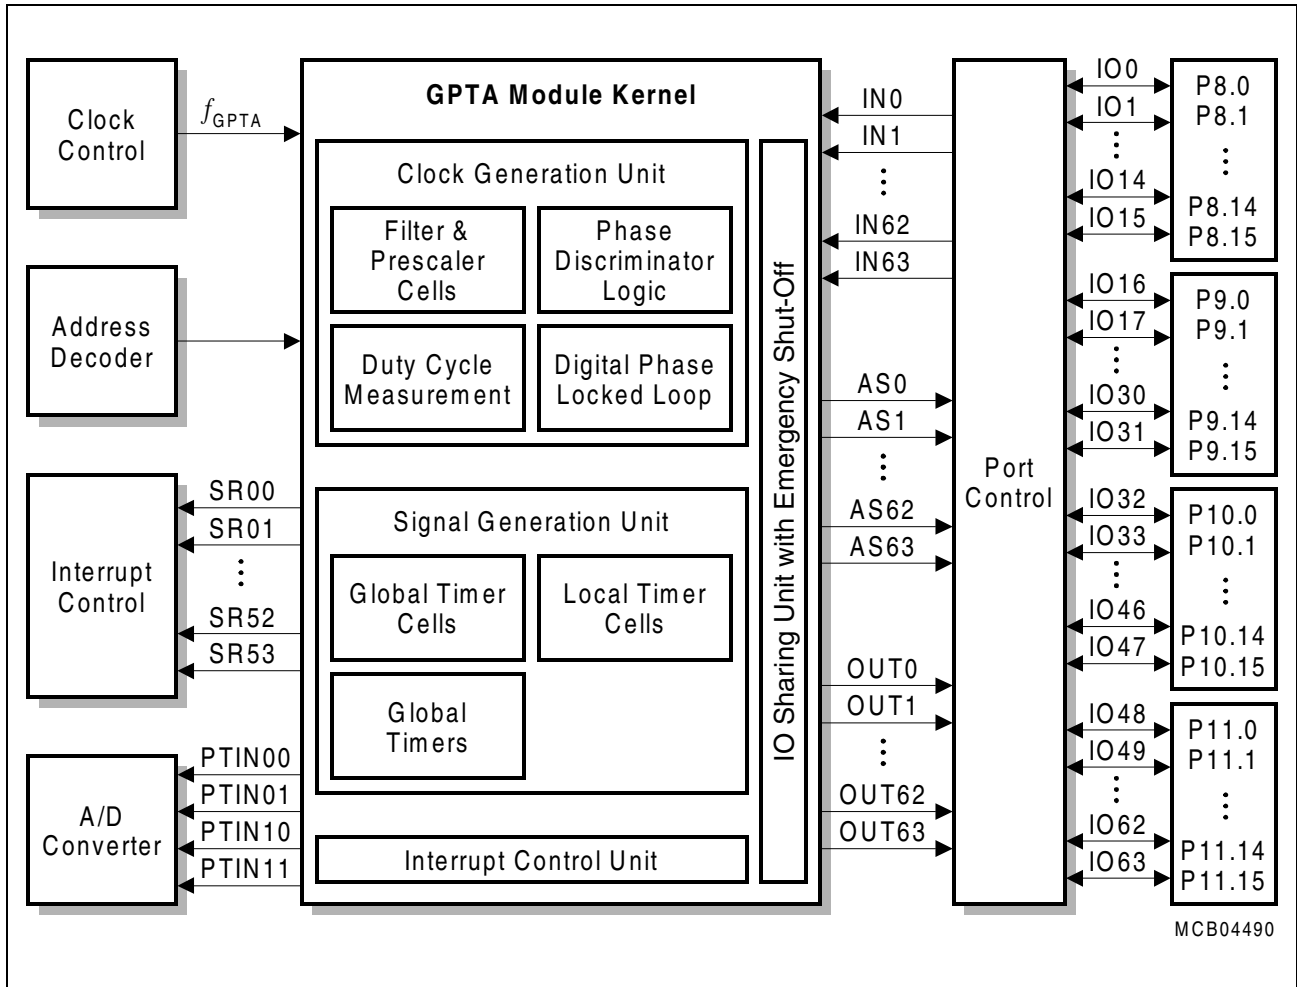 Clock
Control
f GPTA
Address
Decoder
SR00
SR01
SR52
SR53
Interrupt
Control
PTIN00
PTIN01
PTIN10
PTIN11
A/D
Converter
GPTA Module Kernel
Clock Generation Unit
Filter &
Prescaler
Cells
Phase
Discriminator
Logic
Duty Cycle
Measurement
Digital Phase
Locked Loop
Signal Generation Unit
Global Timer
Cells
Local Timer
Cells
Global
Timers
Interrupt Control Unit
IO Sharing Unit with Emergency Shut-Off
IN0
IN1
IN62
IN63
AS0
AS1
AS62
AS63
OUT0
OUT1
OUT62
OUT63
Port
Control
IO0
IO1
IO14
IO15
P8.0
P8.1
P8.14
P8.15
IO16
IO17
IO30
IO31
P9.0
P9.1
P9.14
P9.15
IO32
IO33
IO46
IO47
P10.0
P10.1
P10.14
P10.15
IO48
IO49
IO62
IO63
P11.0
P11.1
P11.14
P11.15
MCB04490